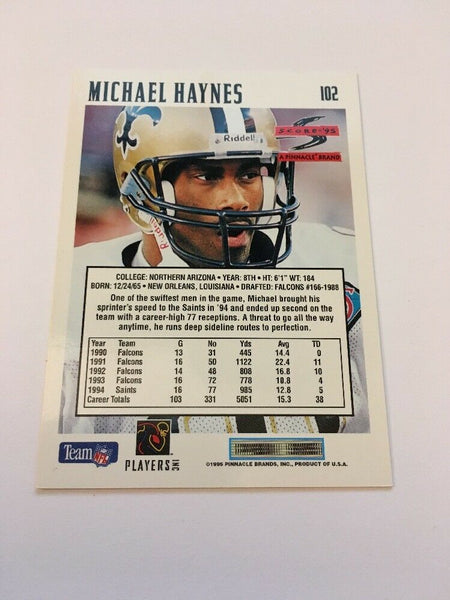 MICHAEL HAYNES
102
Riddell
SCORE '95
A PINNACLE BRAND
Riddell
COLLEGE: NORTHERN ARIZONA • YEAR: 8TH • HT: 6'1" WT. 184
BORN: 12/24/65 • NEW ORLEANS, LOUISIANA • DRAFTED: FALCONS #166-1988
One of the swiftest men in the game, Michael brought his
sprinter's speed to the Saints in '94 and ended up second on the
team with a career-high 77 receptions. A threat to go all the way
anytime, he runs deep sideline routes to perfection.
Year Team G No Yds Avg TD
1990 Falcons 13 31 445 14.4 0
1991 Falcons 16 50 1122 22.4 11
1992 Falcons 14 48 808 16.8 10
1993 Falcons 16 72 778 10.8 4
1994 Saints 16 77 985 12.8 5
Career Totals 103 331 5051 15.3 38
Team NFL
PLAYERS INC
©1995 PINNACLE BRANDS, INC., PRODUCT OF U.S.A.